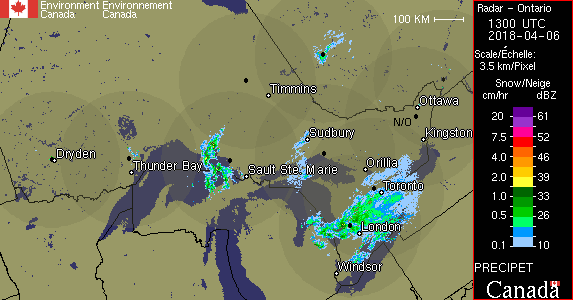 Environment Environnement
Canada Canada
100 KM
Timmins
Ottawa
N/O
Sudbury
Kingston
Dryden
Thunder Bay
Sault Ste. Marie
Orillia
Toronto
London
Windsor
Radar - Ontario
1300 UTC
2018-04-06
Scale/Échelle:
3.5 km/Pixel
Snow/Neige
cm/hr dBZ
20 61
7.5 52
4.0 46
2.0 39
1.0 33
0.5 26
0.1 10
PRECIPET
Canada